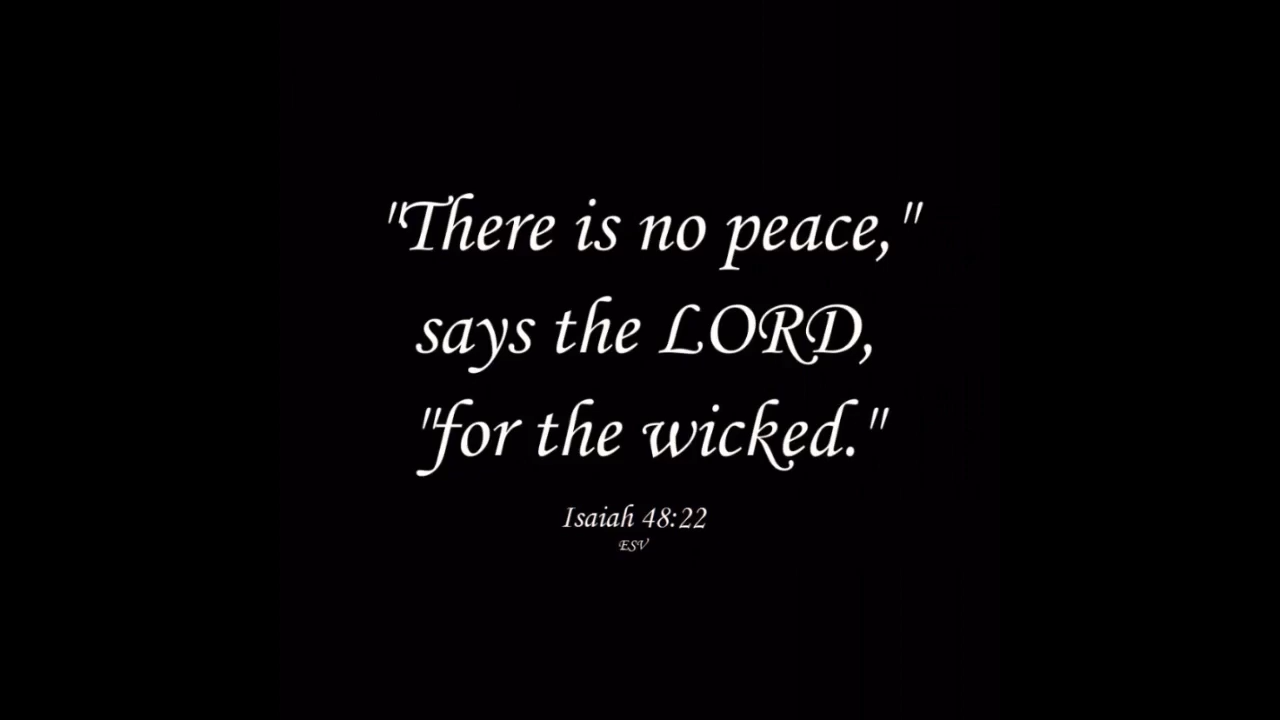 "There is no peace,"
says the LORD,
"for the wicked."
Isaiah 48:22
ESV